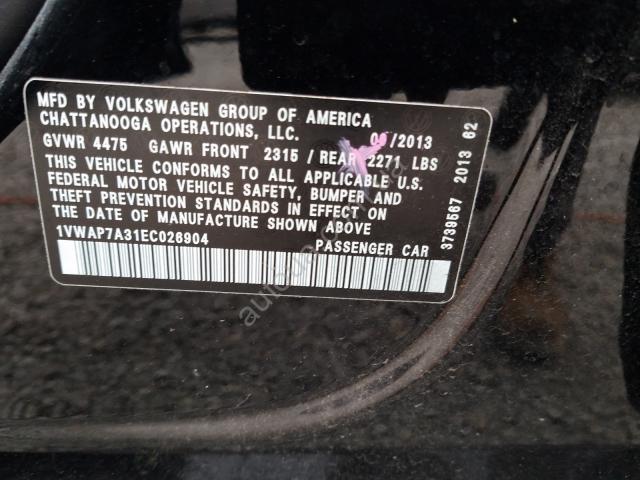 MFD BY VOLKSWAGEN GROUP OF AMERICA
CHATTANOOGA OPERATIONS, LLC. /2013
GVWR 4475 GAWR FRONT 2315 / REAR 2271 LBS
THIS VEHICLE CONFORMS TO ALL APPLICABLE U.S.
FEDERAL MOTOR VEHICLE SAFETY, BUMPER AND
THEFT PREVENTION STANDARDS IN EFFECT ON
THE DATE OF MANUFACTURE SHOWN ABOVE
1VWAP7A31EC026904 PASSENGER CAR
3739567 2013 62